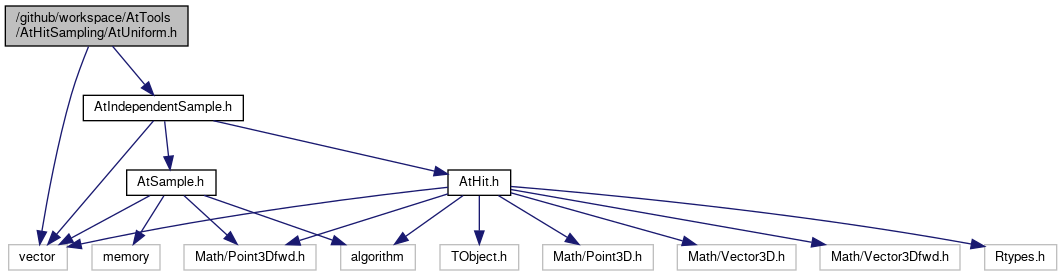 /github/workspace/AtTools
/AtHitSampling/AtUniform.h
AtIndependentSample.h
AtSample.h
AtHit.h
vector
memory
Math/Point3Dfwd.h
algorithm
TObject.h
Math/Point3D.h
Math/Vector3D.h
Math/Vector3Dfwd.h
Rtypes.h